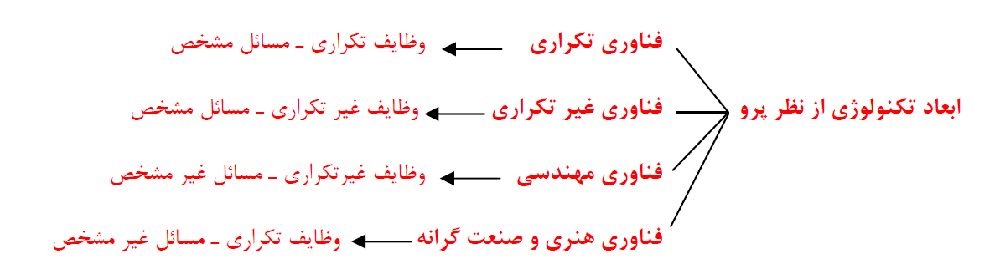 ابعاد تکنولوژی از نظر پرو
فناوری تکراری
وظایف تکراری ـ مسائل مشخص
فناوری غیر تکراری
وظایف غیر تکراری ـ مسائل مشخص
فناوری مهندسی
وظایف غیرتکراری ـ مسائل غیر مشخص
فناوری هنری و صنعت گرانه
وظایف تکراری ـ مسائل غیر مشخص